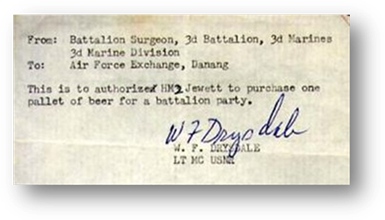 From: Battalion Surgeon, 3d Battalion, 3d Marines
3d Marine Division
To: Air Force Exchange, Danang
This is to authorize HM2 Jewett to purchase one
pallet of beer for a battalion party.
W F Drysdale
W. F. DRYSDALE
LT MC USNR